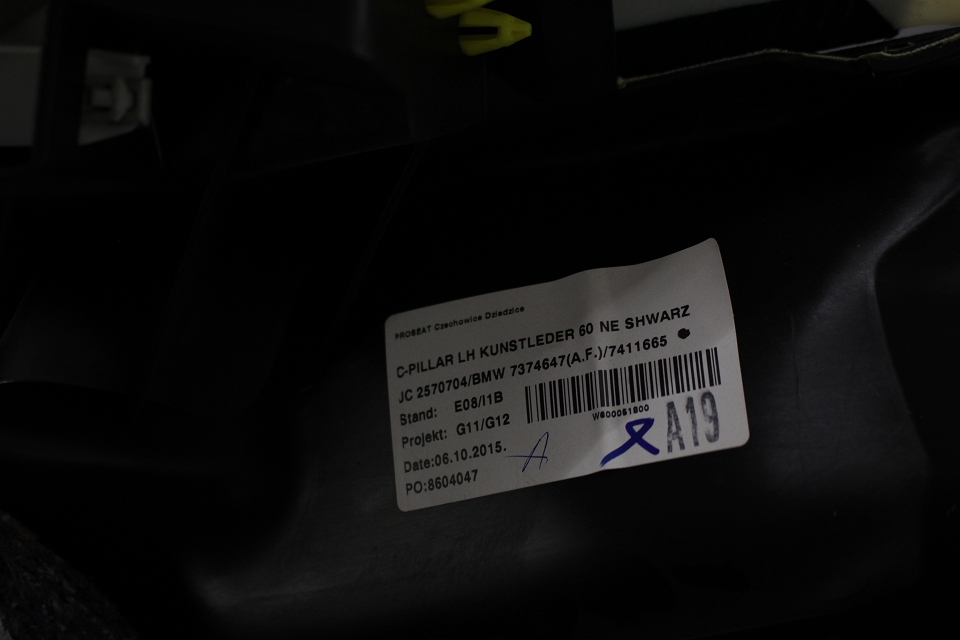 PROSEAT Czechowice Dziedzice
C-PILLAR LH KUNSTLEDER 60 NE SHWARZ
JC 2570704/BMW 7374647(A.F.)/7411665
Stand: E08/I1B
Projekt: G11/G12
W600051800
Date:06.10.2015.
A
A19
PO:8604047